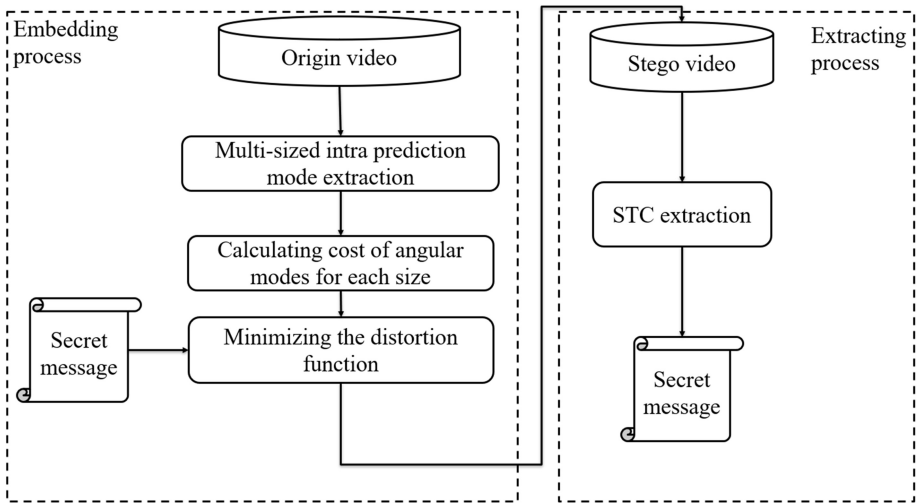 Embedding
process
Origin video
Multi-sized intra prediction
mode extraction
Calculating cost of angular
modes for each size
Secret
message
Minimizing the distortion
function
Extracting
process
Stego video
STC extraction
Secret
message